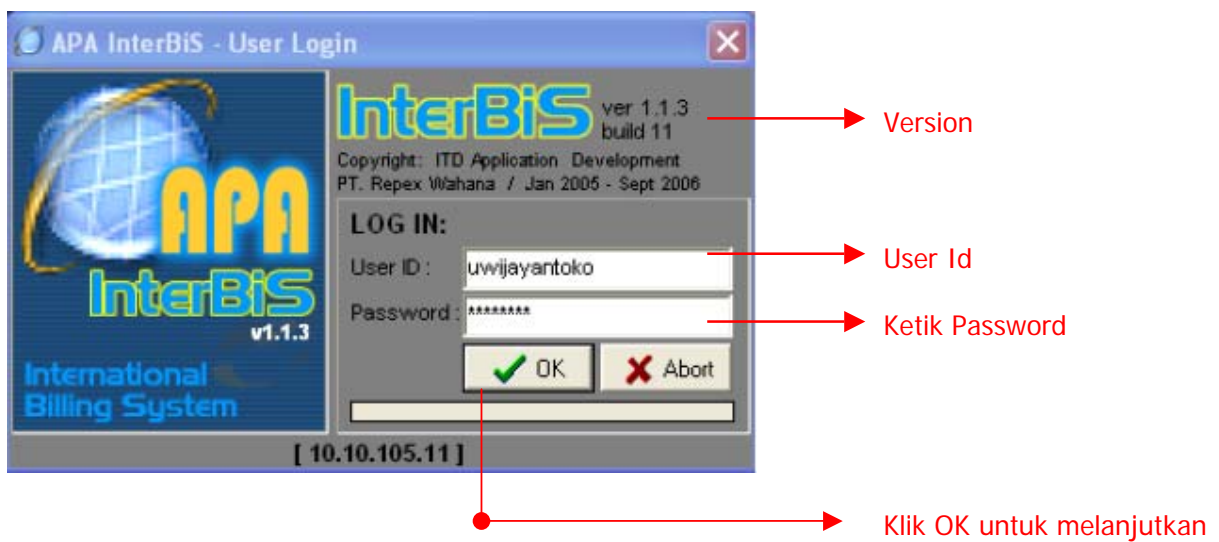 APA InterBiS - User Login
InterBiS ver 1.1.3
build 11
Version
Copyright: ITD Application Development
PT. Repex Wahana / Jan 2005 - Sept 2006
APA
InterBiS
v1.1.3
International
Billing System
LOG IN:
User ID : uwijayantoko
User Id
Password : ********
Ketik Password
OK Abort
[ 10.10.105.11 ]
Klik OK untuk melanjutkan